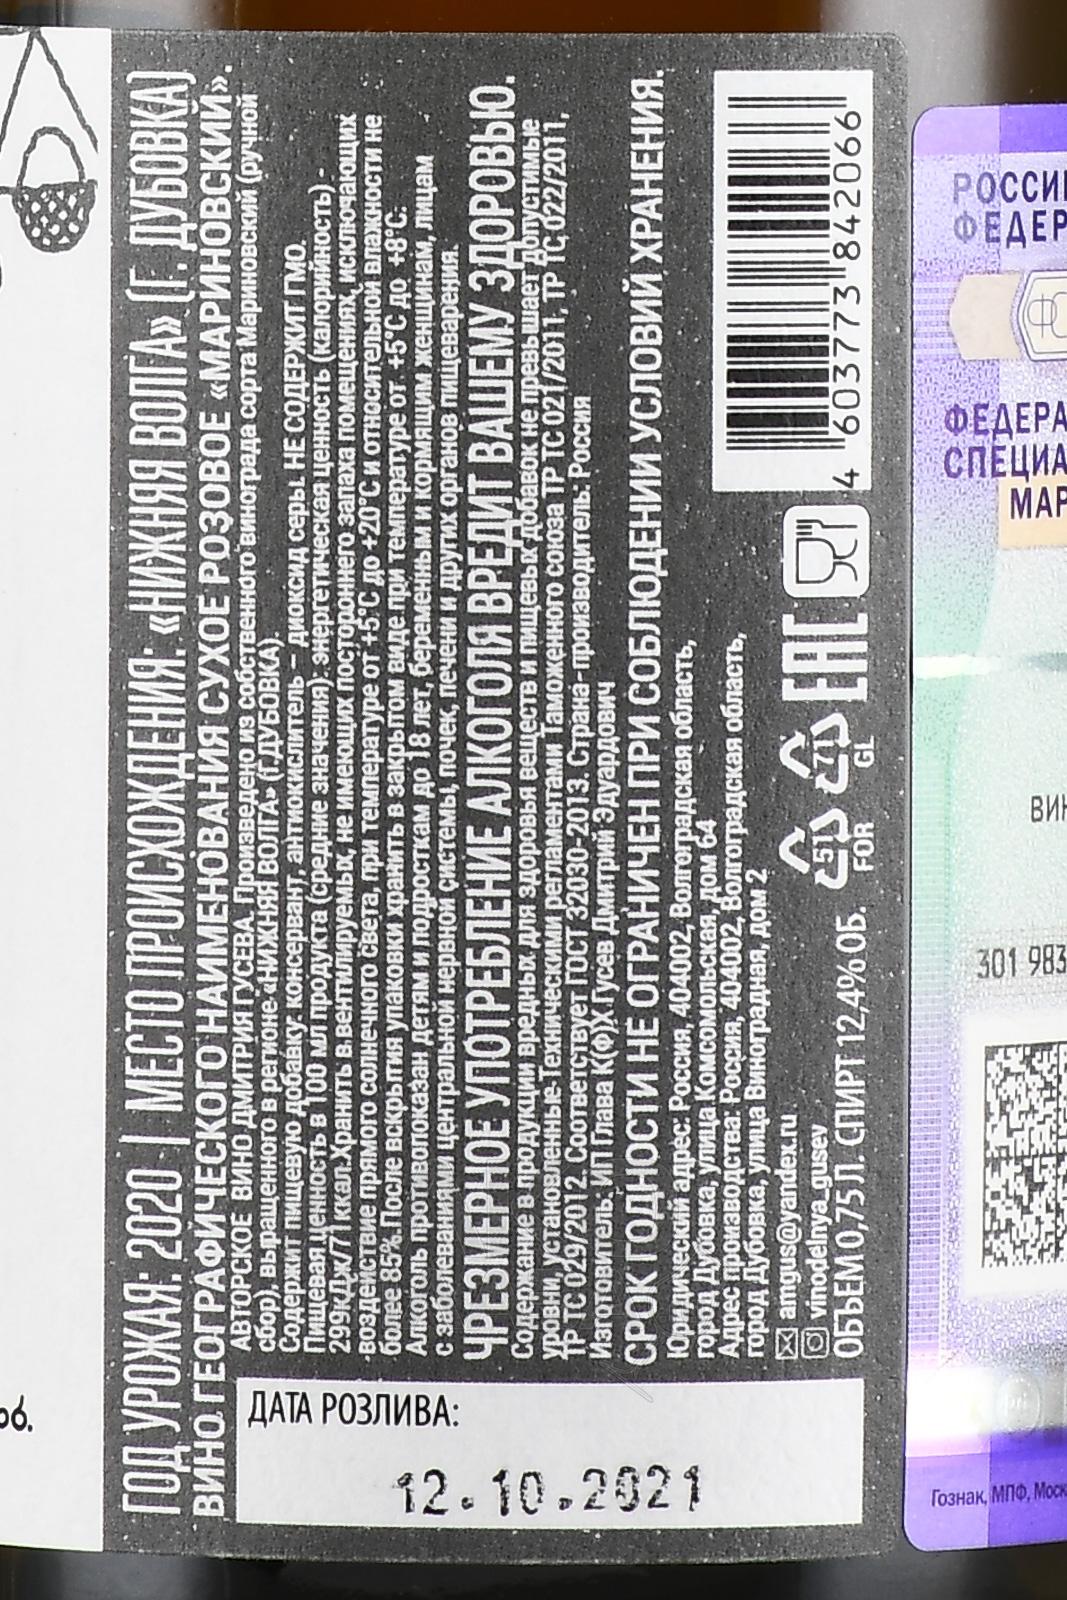 ГОД УРОЖАЯ: 2020 | МЕСТО ПРОИСХОЖДЕНИЯ: «НИЖНЯЯ ВОЛГА» (Г. ДУБОВКА)
ВИНО ГЕОГРАФИЧЕСКОГО НАИМЕНОВАНИЯ СУХОЕ РОЗОВОЕ «МАРИНОВСКИЙ».
АВТОРСКОЕ ВИНО ДМИТРИЯ ГУСЕВА. Произведено из собственного винограда сорта Мариновский (ручной
сбор), выращенного в регионе «НИЖНЯЯ ВОЛГА» (Г. ДУБОВКА).
Содержит пищевую добавку: консервант, антиокислитель – диоксид серы. НЕ СОДЕРЖИТ ГМО.
Пищевая ценность в 100 мл продукта (средние значения): энергетическая ценность (калорийность) -
299кДж/71ккал. Хранить в вентилируемых, не имеющих постороннего запаха помещениях, исключающих
воздействие прямого солнечного света, при температуре от +5°С до +20°С и относительной влажности не
более 85%. После вскрытия упаковки хранить в закрытом виде при температуре от +5°С до +8°С.
Алкоголь противопоказан детям и подросткам до 18 лет, беременным и кормящим женщинам, лицам
с заболеваниями центральной нервной системы, почек, печени и других органов пищеварения
ЧРЕЗМЕРНОЕ УПОТРЕБЛЕНИЕ АЛКОГОЛЯ ВРЕДИТ ВАШЕМУ ЗДОРОВЬЮ.
Содержание в продукции вредных для здоровья веществ и пищевых добавок не превышает допустимые
уровни, установленные Техническими регламентами Таможенного союза ТР ТС 021/2011, ТР ТС 022/2011,
ТР ТС 029/2012. Соответствует ГОСТ 32030-2013. Страна - производитель: Россия
Изготовитель: ИП Глава К(ф)Х Гусев Дмитрий Эдуардович
СРОК ГОДНОСТИ НЕ ОГРАНИЧЕН ПРИ СОБЛЮДЕНИИ УСЛОВИЙ ХРАНЕНИЯ.
Юридический адрес: Россия, 404002, Волгоградская область,
город Дубовка, улица Комсомольская, дом 64
Адрес производства: Россия, 404002, Волгоградская область,
город Дубовка, улица Виноградная, дом 2
angus@yandex.ru
vinodelnya_gusev
ОБЪЕМ 0,75 Л. СПИРТ 12,4% ОБ.
51 71
FOR GL
EAC
4 603773 842066
ДАТА РОЗЛИВА:
12.10.2021
об.
РОССИ
ФЕДЕР
ФЕДЕРА
СПЕЦИА
МАР
ВИН
301 983
Гознак, МПФ, Моск